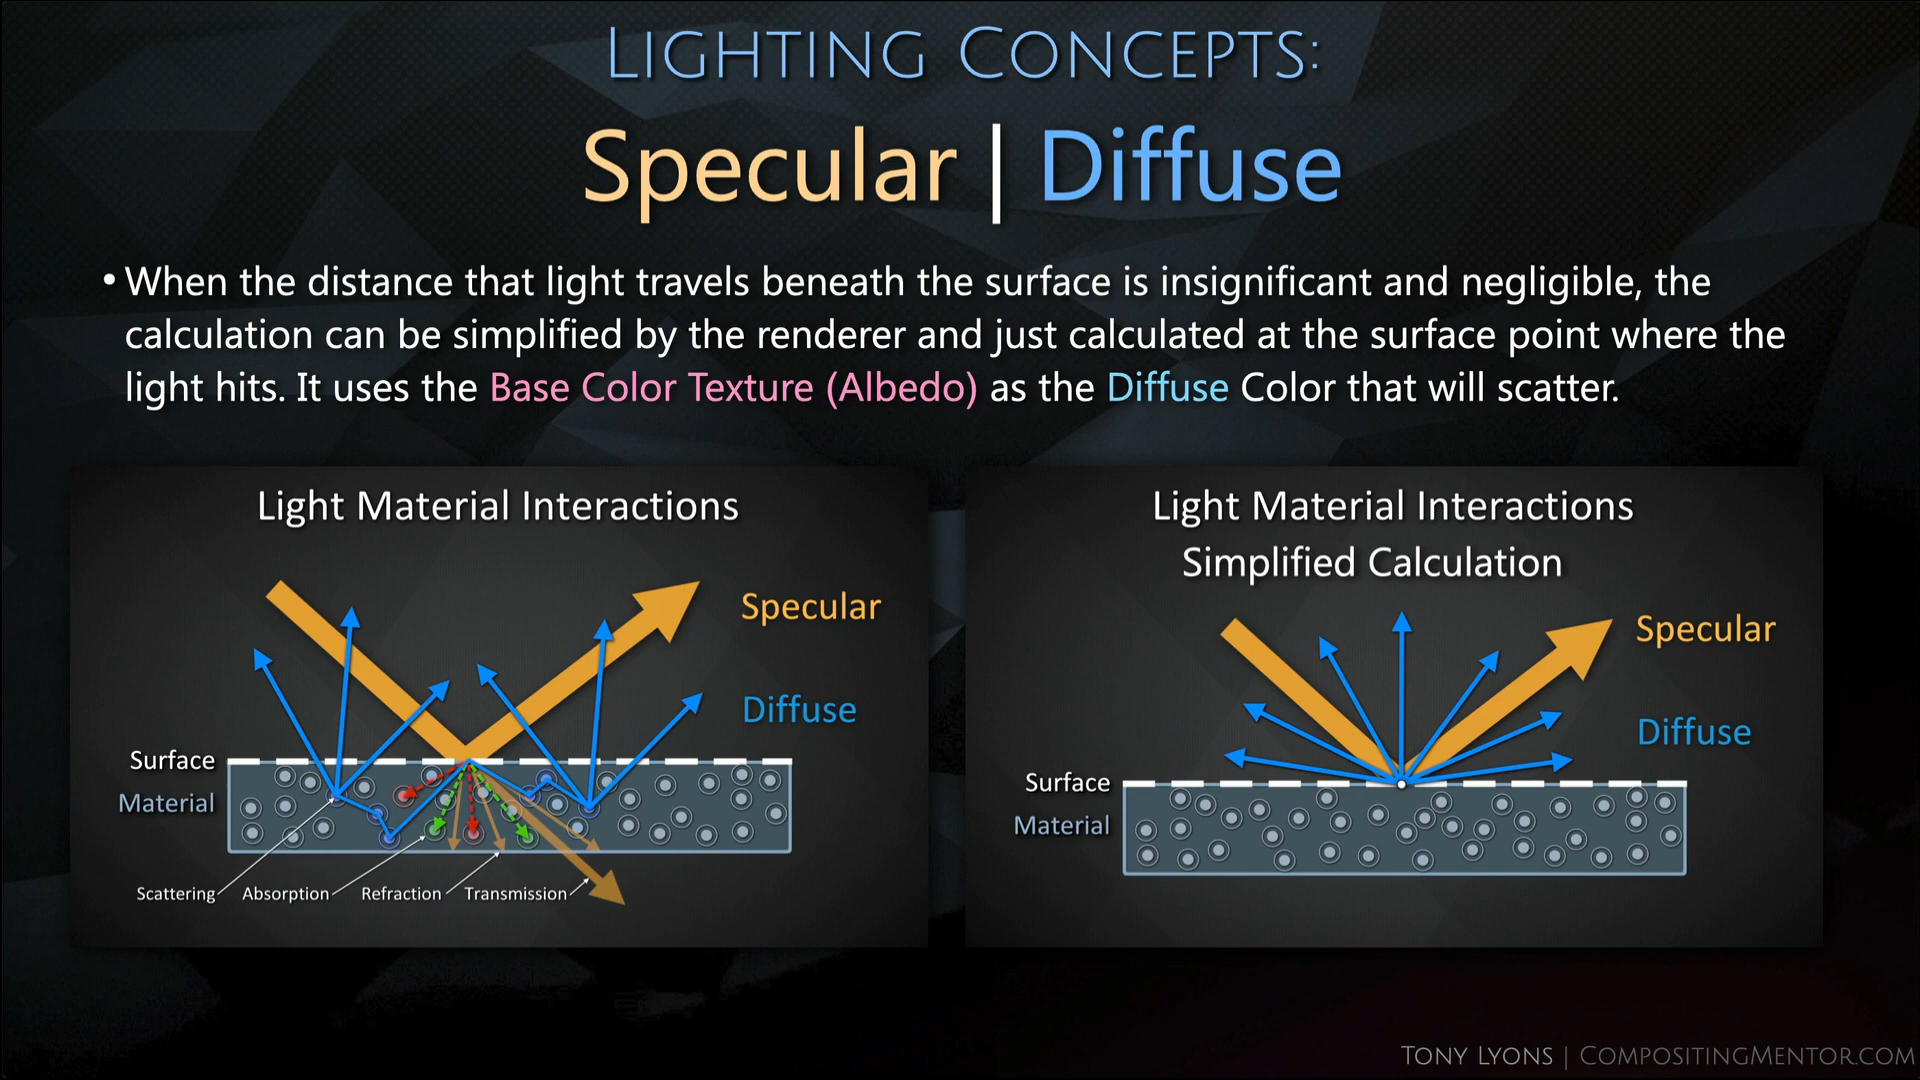 LIGHTING CONCEPTS:
Specular | Diffuse
• When the distance that light travels beneath the surface is insignificant and negligible, the
calculation can be simplified by the renderer and just calculated at the surface point where the
light hits. It uses the Base Color Texture (Albedo) as the Diffuse Color that will scatter.
Light Material Interactions
Specular
Diffuse
Surface
Material
Scattering
Absorption
Refraction
Transmission
Light Material Interactions
Simplified Calculation
Specular
Diffuse
Surface
Material
TONY LYONS | COMPOSITINGMENTOR.COM